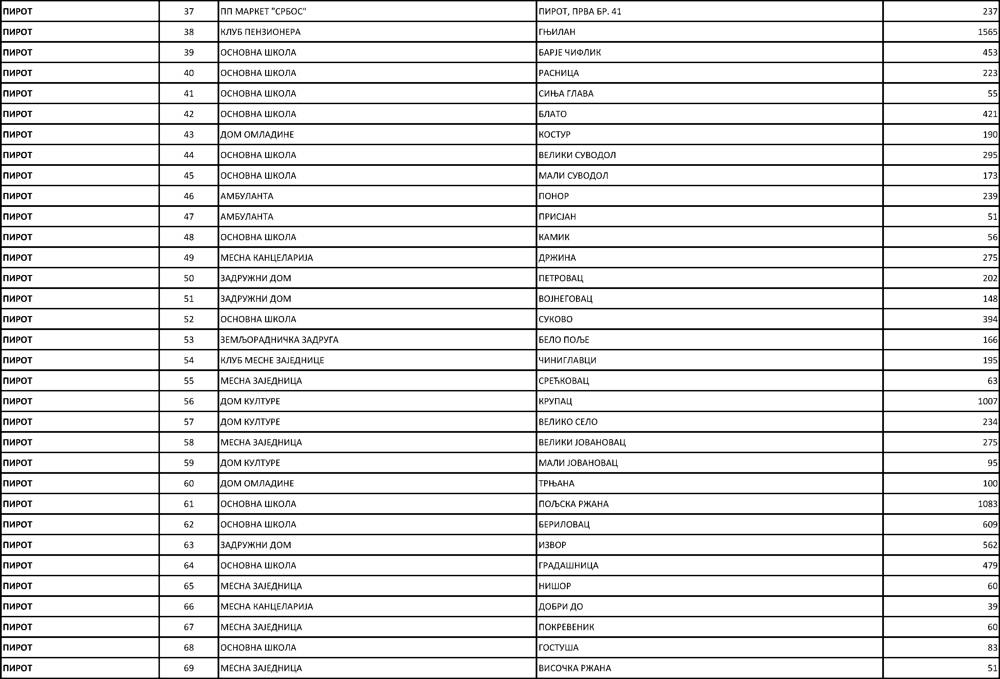 ПИРОТ 37 ПП МАРКЕТ "СРБОС" ПИРОТ, ПРВА БР. 41 237
ПИРОТ 38 КЛУБ ПЕНЗИОНЕРА ГЊИЛАН 1565
ПИРОТ 39 ОСНОВНА ШКОЛА БАРЈЕ ЧИФЛИК 453
ПИРОТ 40 ОСНОВНА ШКОЛА РАСНИЦА 223
ПИРОТ 41 ОСНОВНА ШКОЛА СИЊА ГЛАВА 55
ПИРОТ 42 ОСНОВНА ШКОЛА БЛАТО 421
ПИРОТ 43 ДОМ ОМЛАДИНЕ КОСТУР 190
ПИРОТ 44 ОСНОВНА ШКОЛА ВЕЛИКИ СУВОДОЛ 295
ПИРОТ 45 ОСНОВНА ШКОЛА МАЛИ СУВОДОЛ 173
ПИРОТ 46 АМБУЛАНТА ПОНОР 239
ПИРОТ 47 АМБУЛАНТА ПРИСЈАН 51
ПИРОТ 48 ОСНОВНА ШКОЛА КАМИК 56
ПИРОТ 49 МЕСНА КАНЦЕЛАРИЈА ДРЖИНА 275
ПИРОТ 50 ЗАДРУЖНИ ДОМ ПЕТРОВАЦ 202
ПИРОТ 51 ЗАДРУЖНИ ДОМ ВОЈНЕГОВАЦ 148
ПИРОТ 52 ОСНОВНА ШКОЛА СУКОВО 394
ПИРОТ 53 ЗЕМЉОРАДНИЧКА ЗАДРУГА БЕЛО ПОЉЕ 166
ПИРОТ 54 КЛУБ МЕСНЕ ЗАЈЕДНИЦЕ ЧИНИГЛАВЦИ 195
ПИРОТ 55 МЕСНА ЗАЈЕДНИЦА СРЕЋКОВАЦ 63
ПИРОТ 56 ДОМ КУЛТУРЕ КРУПАЦ 1007
ПИРОТ 57 ДОМ КУЛТУРЕ ВЕЛИКО СЕЛО 234
ПИРОТ 58 МЕСНА ЗАЈЕДНИЦА ВЕЛИКИ ЈОВАНОВАЦ 275
ПИРОТ 59 ДОМ КУЛТУРЕ МАЛИ ЈОВАНОВАЦ 95
ПИРОТ 60 ДОМ ОМЛАДИНЕ ТРЊАНА 100
ПИРОТ 61 ОСНОВНА ШКОЛА ПОЉСКА РЖАНА 1083
ПИРОТ 62 ОСНОВНА ШКОЛА БЕРИЛОВАЦ 609
ПИРОТ 63 ЗАДРУЖНИ ДОМ ИЗВОР 562
ПИРОТ 64 ОСНОВНА ШКОЛА ГРАДАШНИЦА 479
ПИРОТ 65 МЕСНА ЗАЈЕДНИЦА НИШОР 60
ПИРОТ 66 МЕСНА КАНЦЕЛАРИЈА ДОБРИ ДО 39
ПИРОТ 67 МЕСНА ЗАЈЕДНИЦА ПОКРЕВЕНИК 60
ПИРОТ 68 ОСНОВНА ШКОЛА ГОСТУША 83
ПИРОТ 69 МЕСНА ЗАЈЕДНИЦА ВИСОЧКА РЖАНА 51